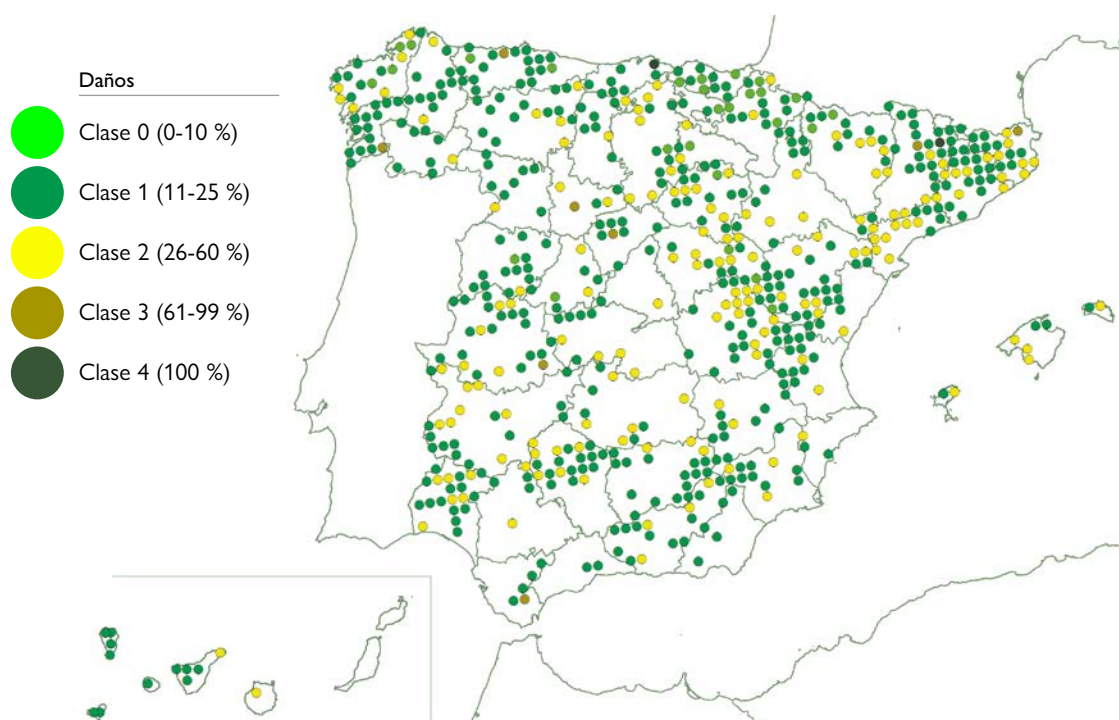 Daños
Clase 0 (0-10 %)
Clase 1 (11-25 %)
Clase 2 (26-60 %)
Clase 3 (61-99 %)
Clase 4 (100 %)